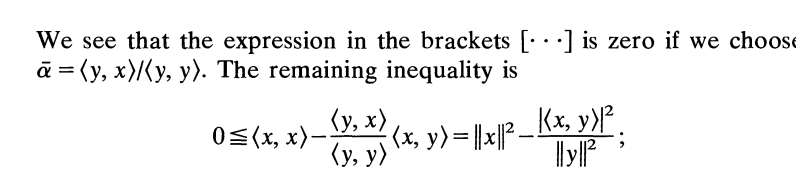 We see that the expression in the brackets [· · ·] is zero if we choose
ᾱ = ⟨y, x⟩/⟨y, y⟩. The remaining inequality is
0 ≦ ⟨x, x⟩ − ⟨y, x⟩/⟨y, y⟩ ⟨x, y⟩ = ‖x‖² − |⟨x, y⟩|²/‖y‖² ;